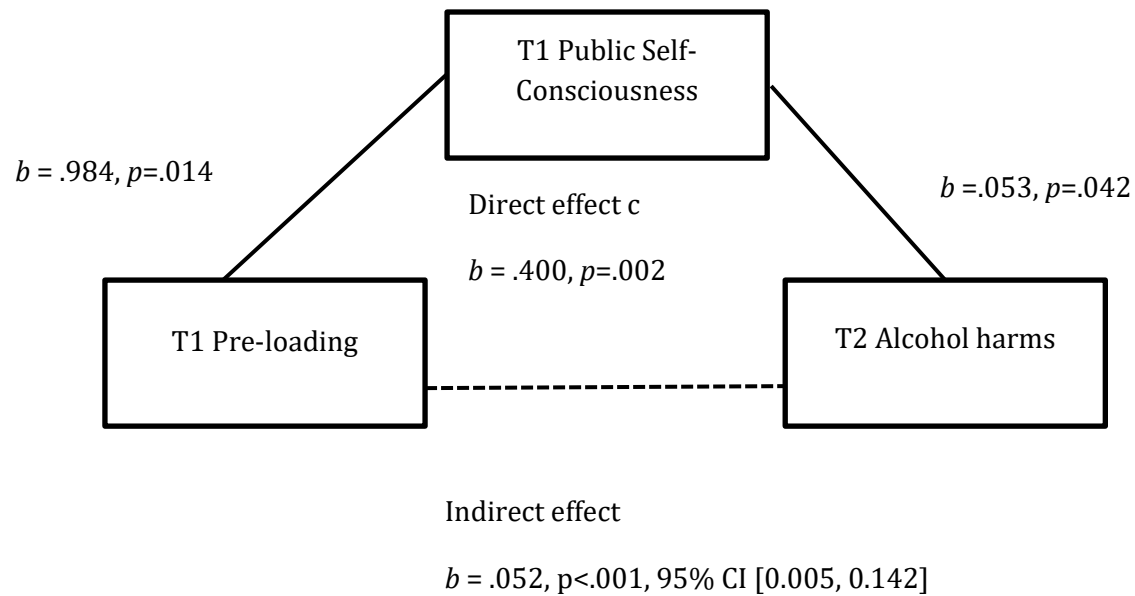 T1 Public Self-
Consciousness
b = .984, p=.014
b =.053, p=.042
Direct effect c
b = .400, p=.002
T1 Pre-loading
T2 Alcohol harms
Indirect effect
b = .052, p<.001, 95% CI [0.005, 0.142]